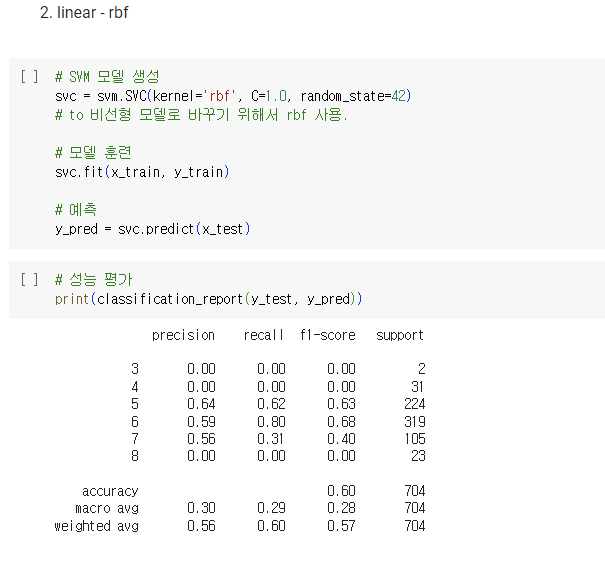 2. linear - rbf
[ ] # SVM 모델 생성
svc = svm.SVC(kernel='rbf', C=1.0, random_state=42)
# to 비선형 모델로 바꾸기 위해서 rbf 사용.
# 모델 훈련
svc.fit(x_train, y_train)
# 예측
y_pred = svc.predict(x_test)
[ ] # 성능 평가
print(classification_report(y_test, y_pred))
precision recall f1-score support
3 0.00 0.00 0.00 2
4 0.00 0.00 0.00 31
5 0.64 0.62 0.63 224
6 0.59 0.80 0.68 319
7 0.56 0.31 0.40 105
8 0.00 0.00 0.00 23
accuracy 0.60 704
macro avg 0.30 0.29 0.28 704
weighted avg 0.56 0.60 0.57 704